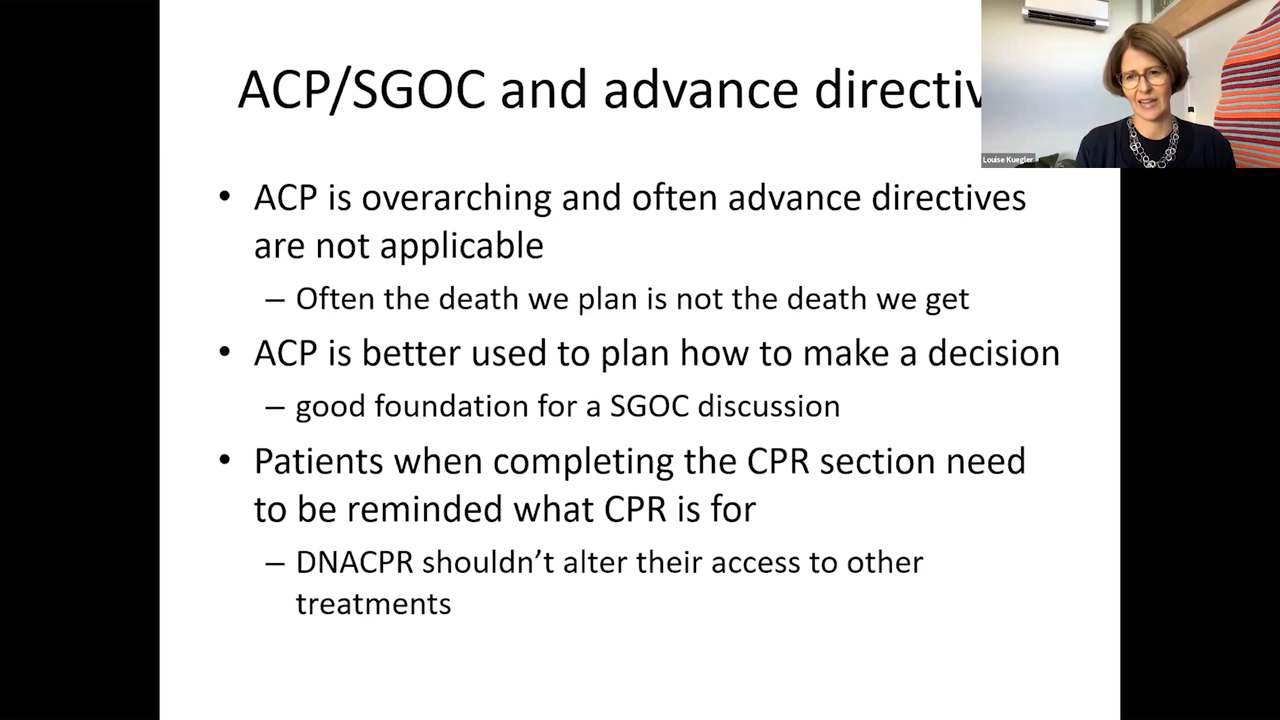 ACP/SGOC and advance
Louise Kuegler
• ACP is overarching and often advance directives
are not applicable
– Often the death we plan is not the death we get
• ACP is better used to plan how to make a decision
– good foundation for a SGOC discussion
• Patients when completing the CPR section need
to be reminded what CPR is for
– DNACPR shouldn’t alter their access to other
treatments